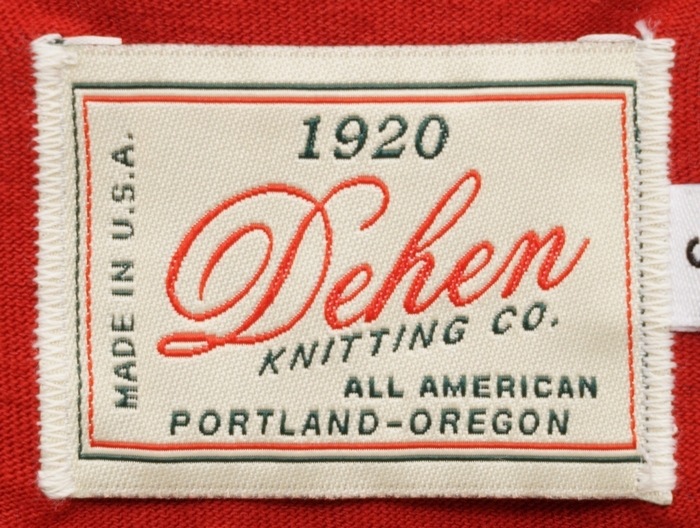 1920
Dehen
KNITTING CO.
ALL AMERICAN
PORTLAND-OREGON
MADE IN U.S.A.